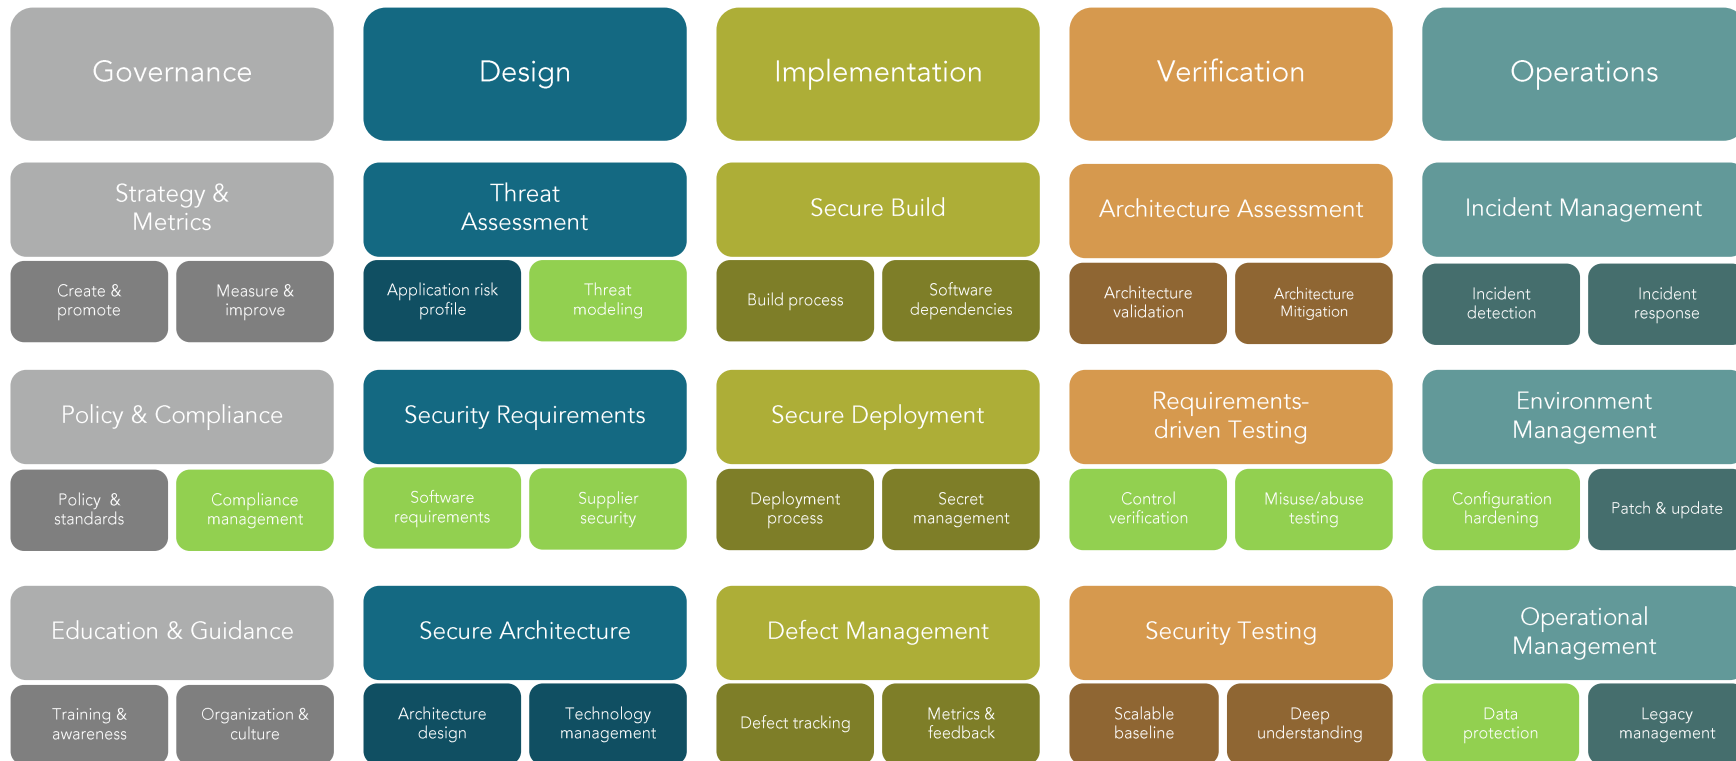 Governance
Design
Implementation
Verification
Operations
Strategy &
Metrics
Threat
Assessment
Secure Build
Architecture Assessment
Incident Management
Create &
promote
Measure &
improve
Application risk
profile
Threat
modeling
Build process
Software
dependencies
Architecture
validation
Architecture
Mitigation
Incident
detection
Incident
response
Policy & Compliance
Security Requirements
Secure Deployment
Requirements-
driven Testing
Environment
Management
Policy &
standards
Compliance
management
Software
requirements
Supplier
security
Deployment
process
Secret
management
Control
verification
Misuse/abuse
testing
Configuration
hardening
Patch & update
Education & Guidance
Secure Architecture
Defect Management
Security Testing
Operational
Management
Training &
awareness
Organization &
culture
Architecture
design
Technology
management
Defect tracking
Metrics &
feedback
Scalable
baseline
Deep
understanding
Data
protection
Legacy
management